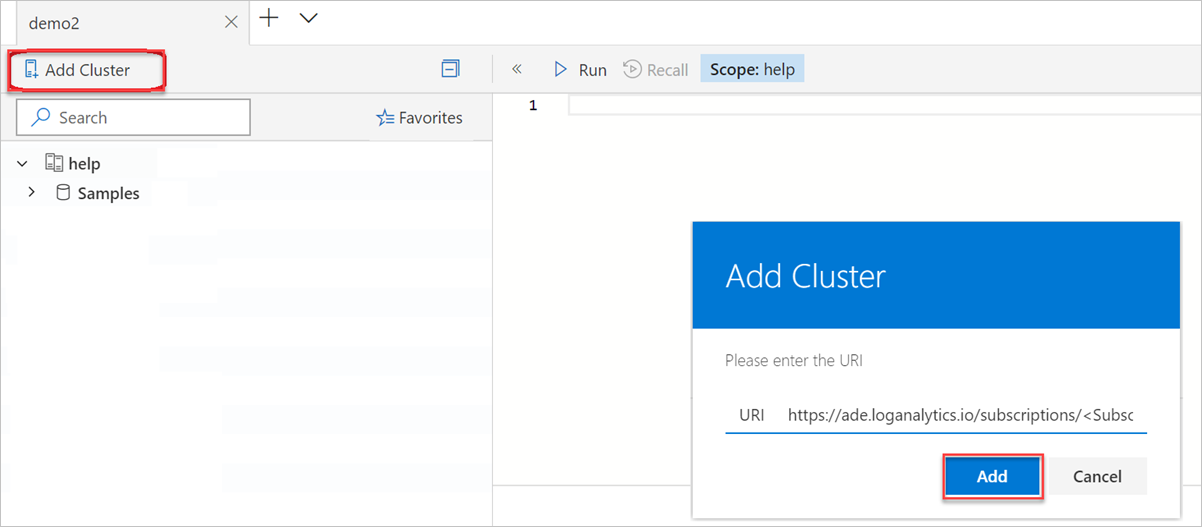 demo2
Add Cluster
Run Recall Scope: help
Search
Favorites
1
help
Samples
Add Cluster
Please enter the URI
URI https://ade.loganalytics.io/subscriptions/<Subsc
Add Cancel